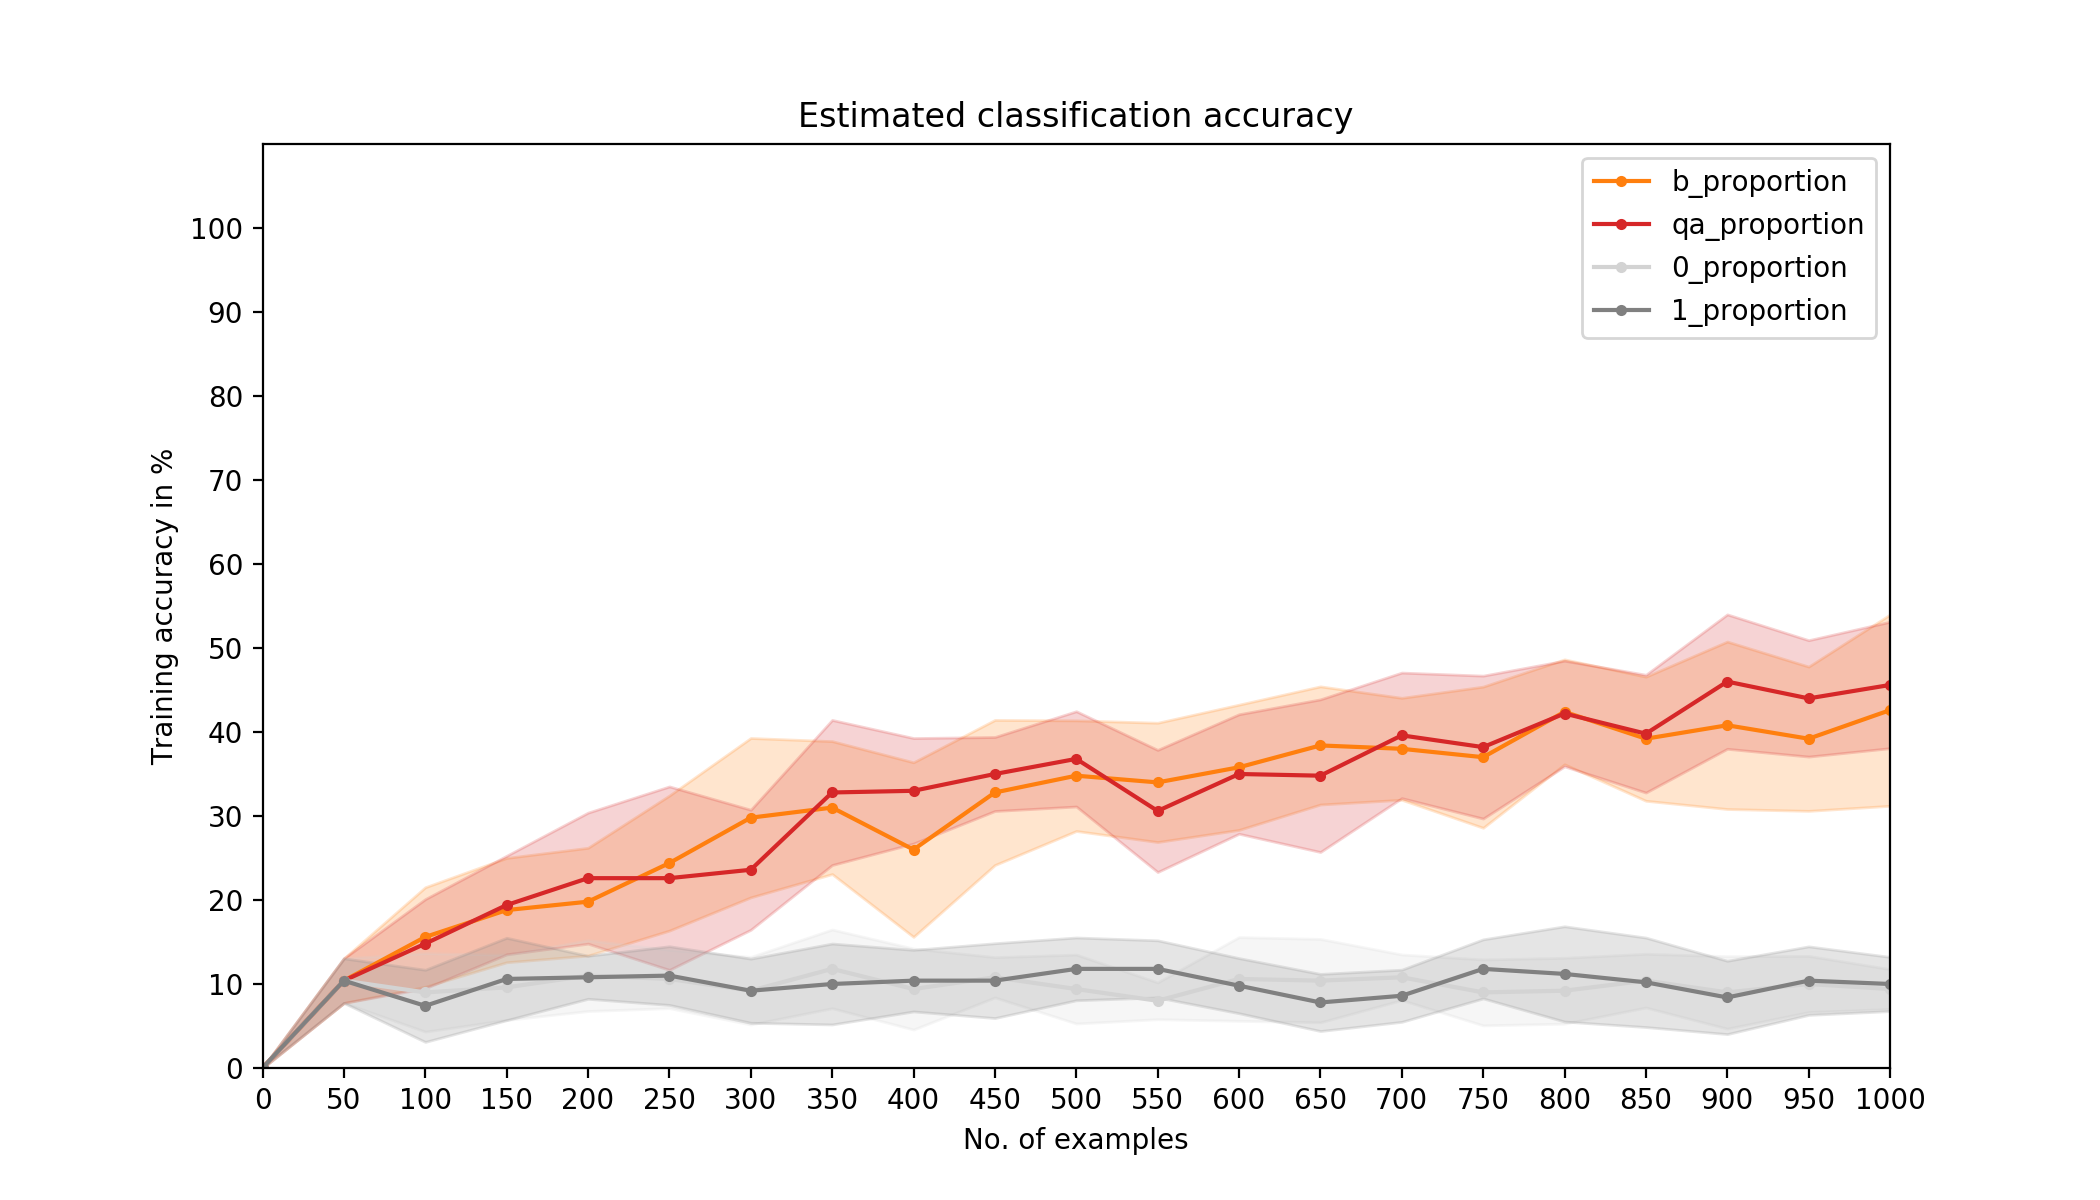 Estimated classification accuracy
b_proportion
qa_proportion
0_proportion
1_proportion
100
90
80
70
60
50
40
30
20
10
0
Training accuracy in %
0 50 100 150 200 250 300 350 400 450 500 550 600 650 700 750 800 850 900 950 1000
No. of examples